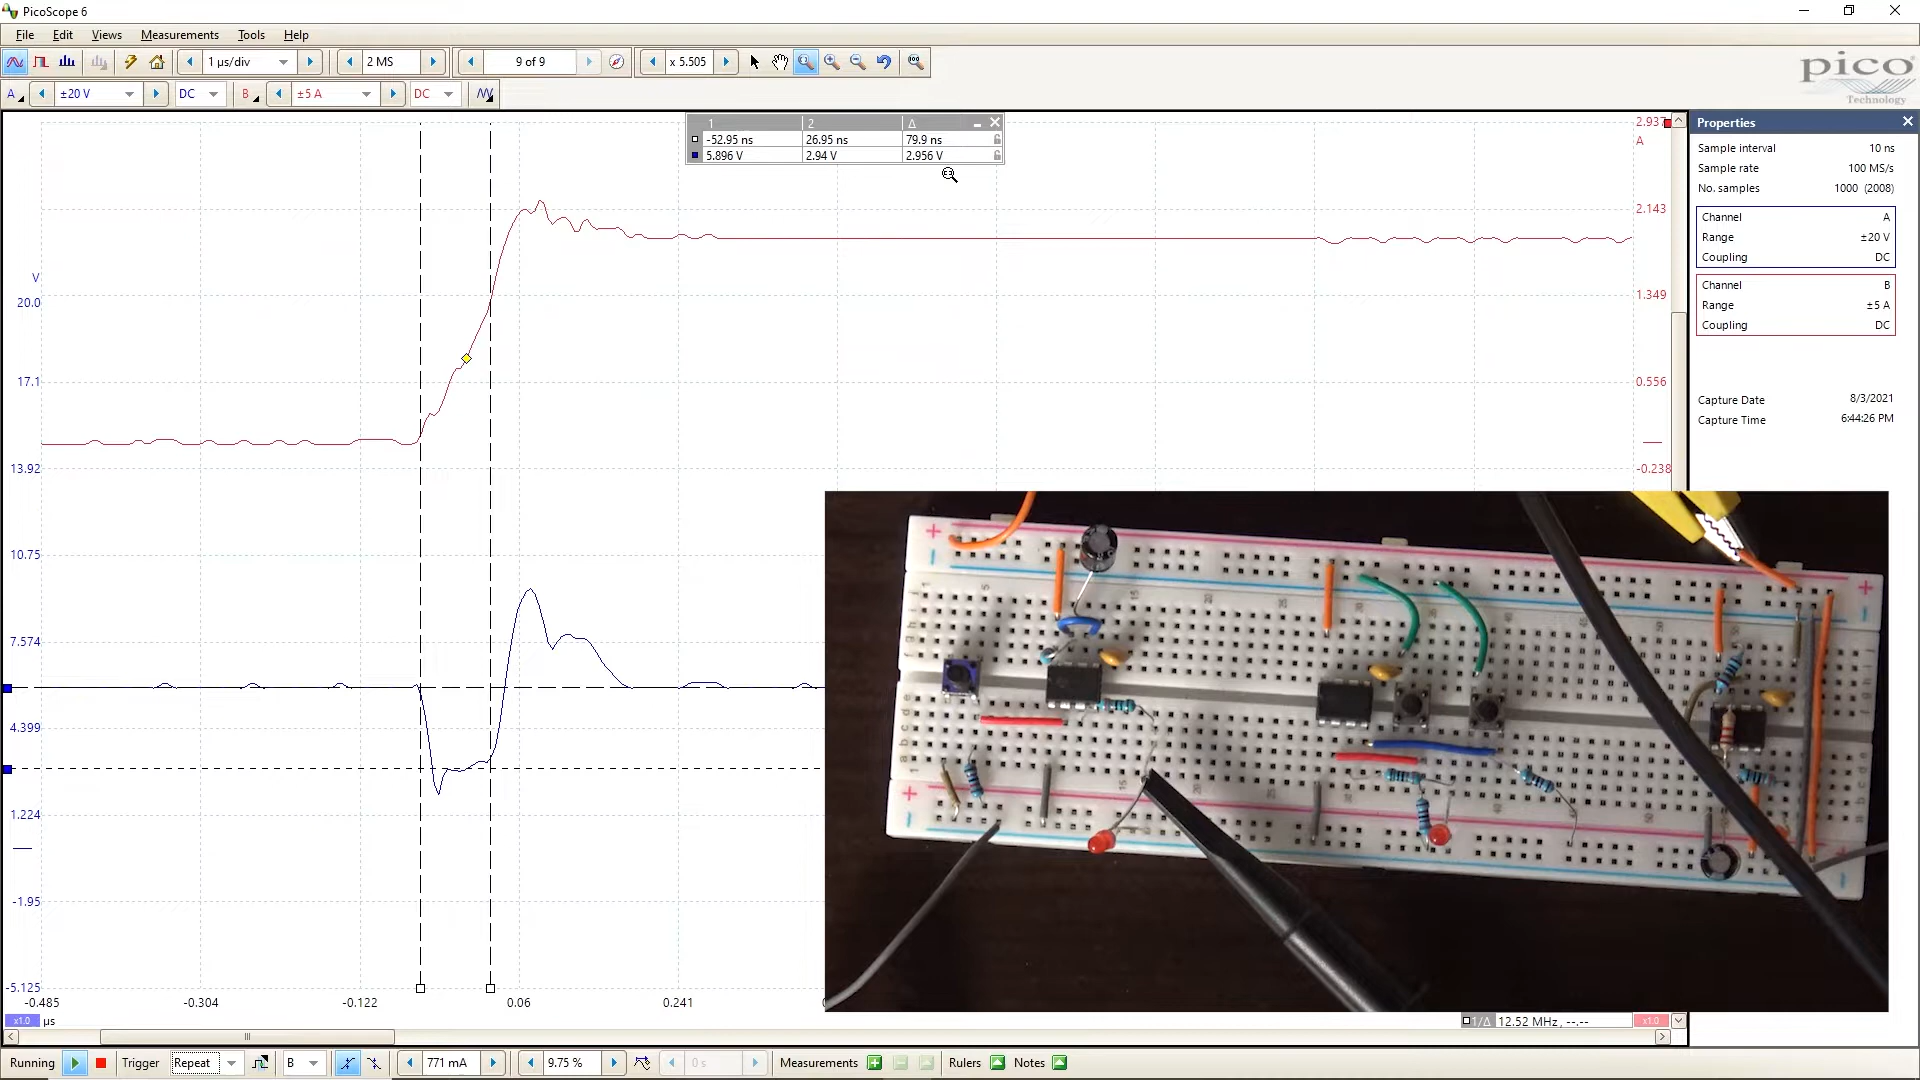 PicoScope 6
File Edit Views Measurements Tools Help
1 µs/div 2 MS 9 of 9 x 5.505
pico
Technology
A ±20 V DC B ±5 A DC
1 2 Δ
-52.95 ns 26.95 ns 79.9 ns
5.896 V 2.94 V 2.956 V
V
20.0
17.1
13.92
10.75
7.574
4.399
1.224
-1.95
-5.125
2.937
A
2.143
1.349
0.556
-0.238
-0.485 -0.304 -0.122 0.06 0.241
x1.0 µs
1/Δ 12.52 MHz , --,-- x1.0
Properties
Sample interval 10 ns
Sample rate 100 MS/s
No. samples 1000 (2008)
Channel A
Range ±20 V
Coupling DC
Channel B
Range ±5 A
Coupling DC
Capture Date 8/3/2021
Capture Time 6:44:26 PM
Running Trigger Repeat B 771 mA 9.75 % 0 s Measurements Rulers Notes